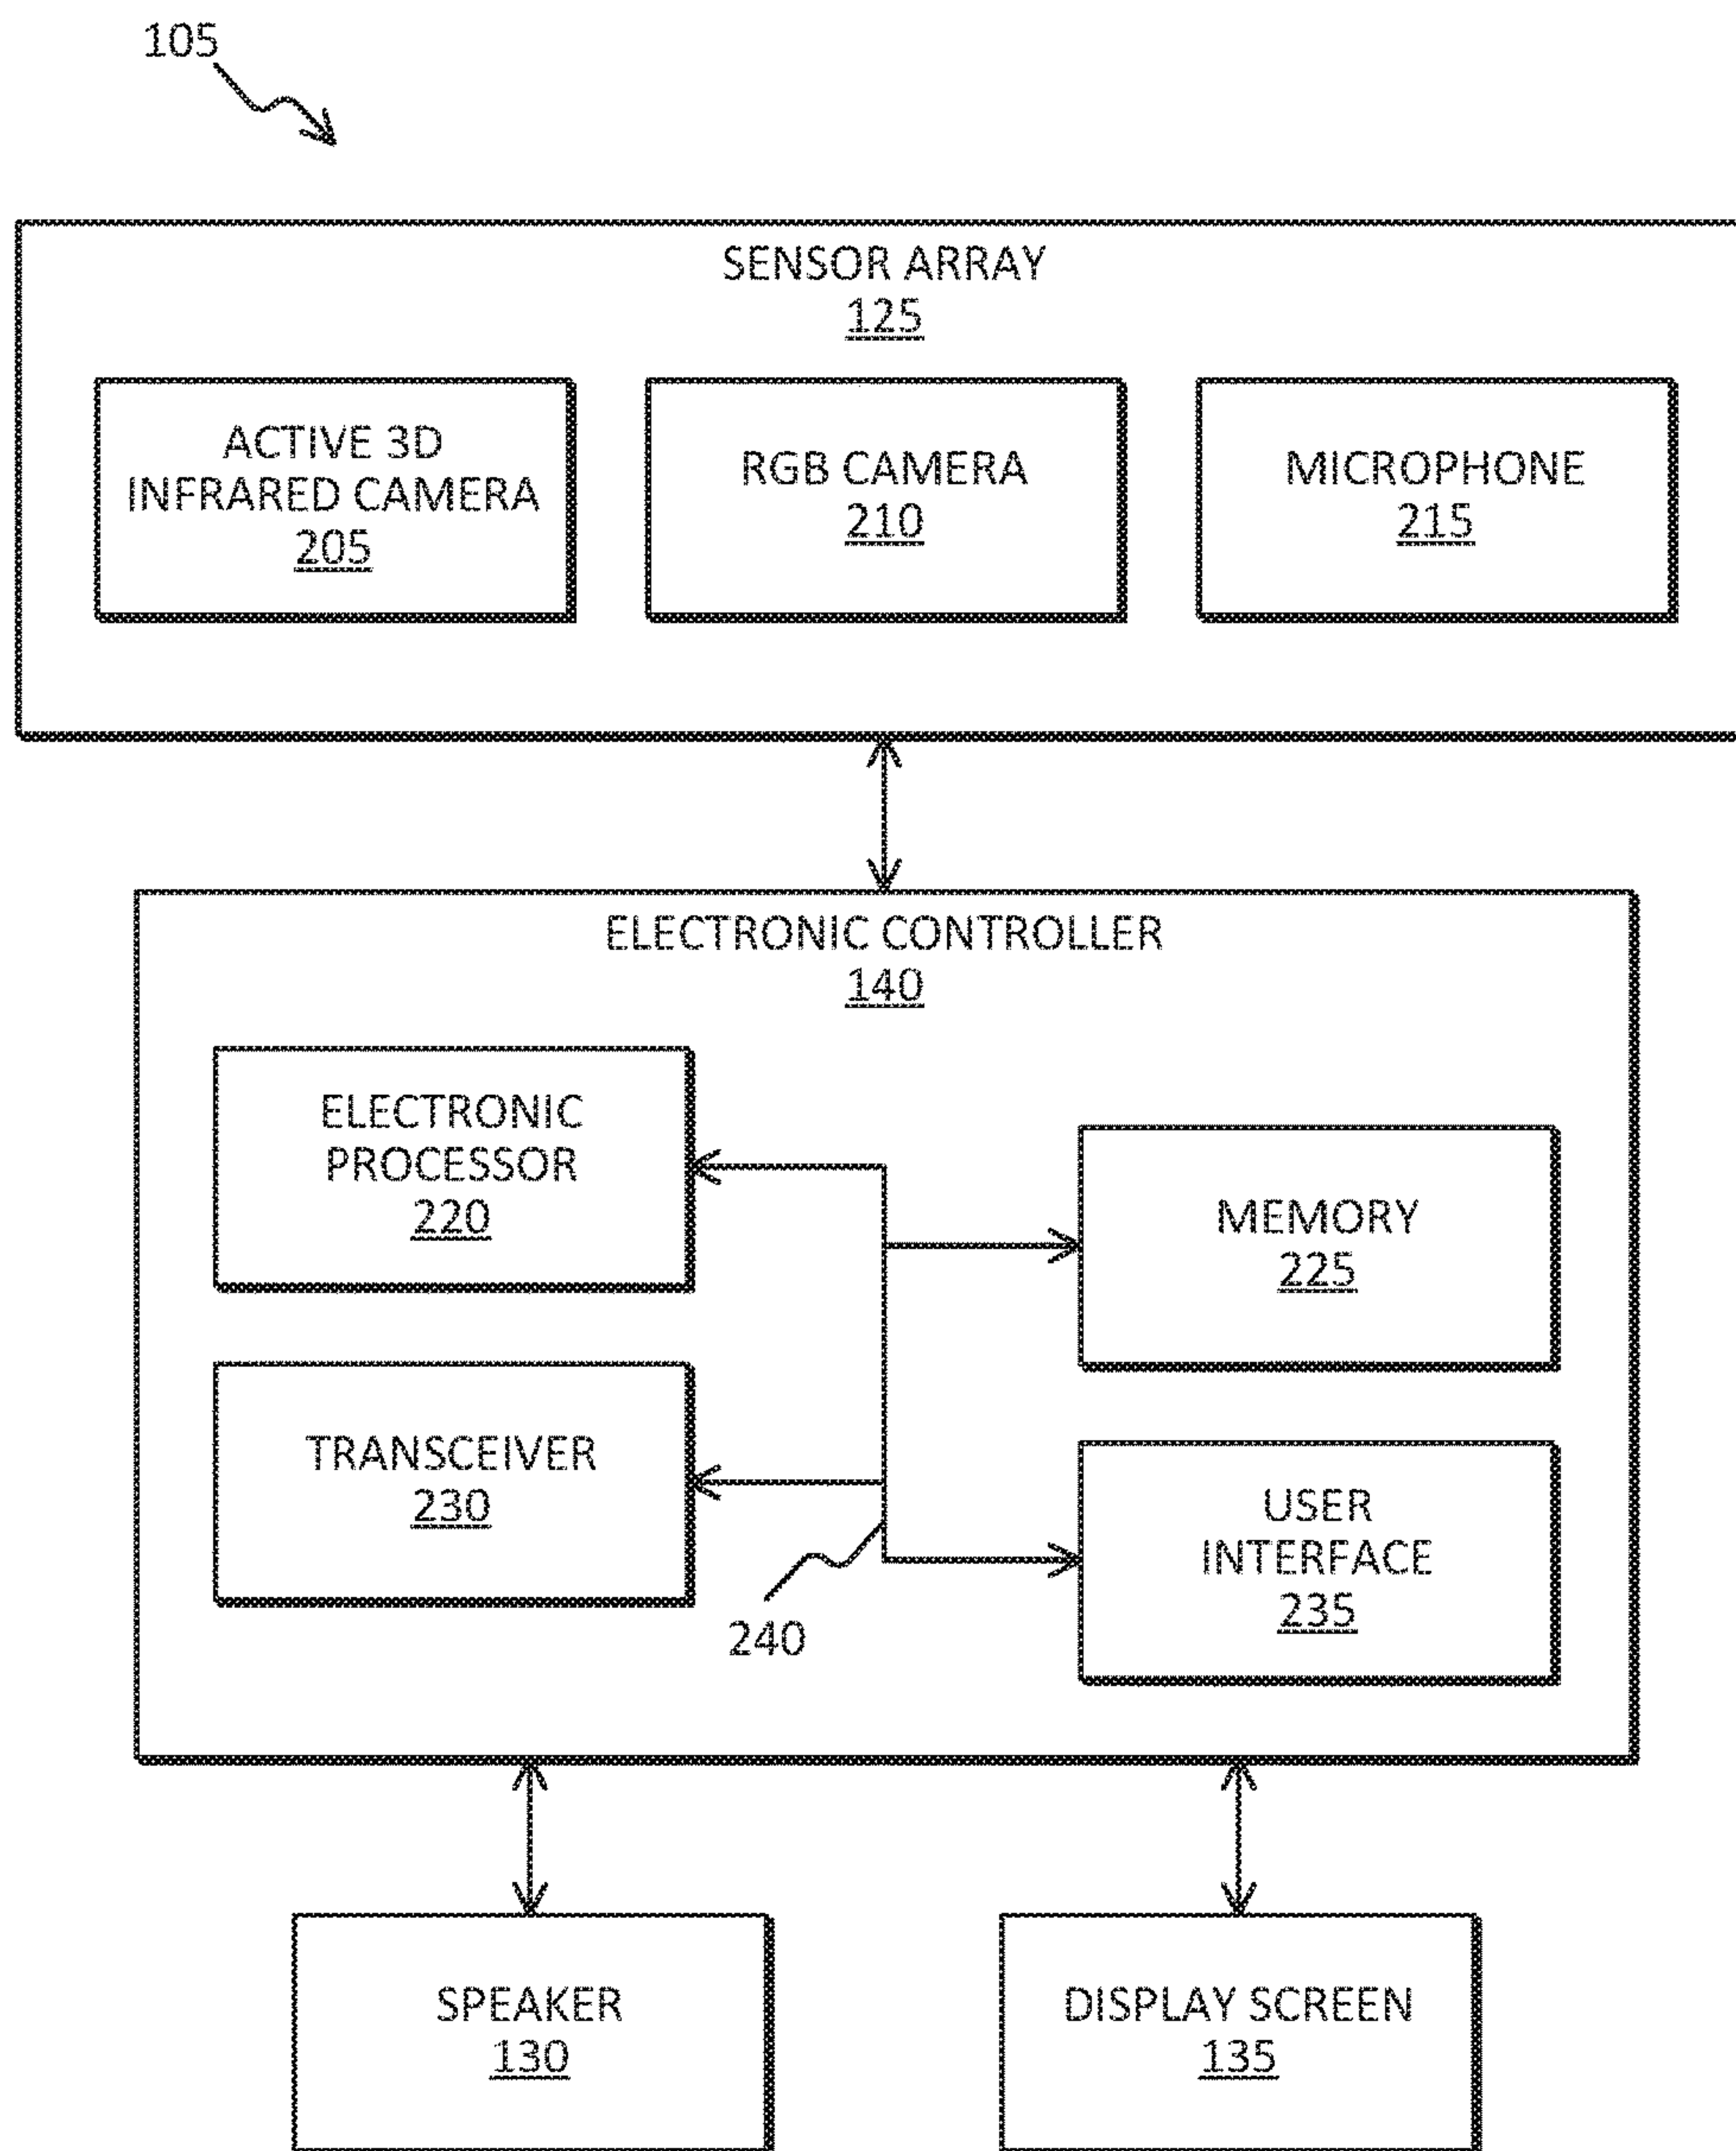 105
SENSOR ARRAY
125
ACTIVE 3D
INFRARED CAMERA
205
RGB CAMERA
210
MICROPHONE
215
ELECTRONIC CONTROLLER
140
ELECTRONIC
PROCESSOR
220
MEMORY
225
TRANSCEIVER
230
USER
INTERFACE
235
240
SPEAKER
130
DISPLAY SCREEN
135